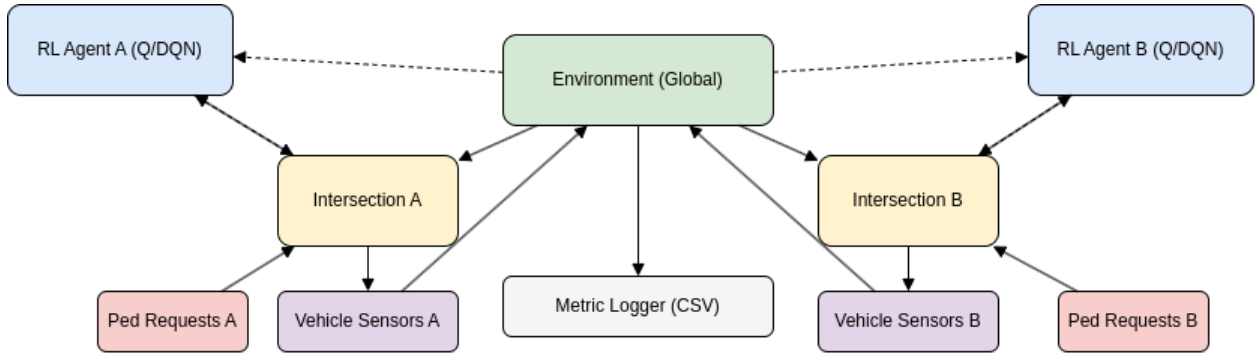 RL Agent A (Q/DQN)
Environment (Global)
RL Agent B (Q/DQN)
Intersection A
Intersection B
Ped Requests A
Vehicle Sensors A
Metric Logger (CSV)
Vehicle Sensors B
Ped Requests B